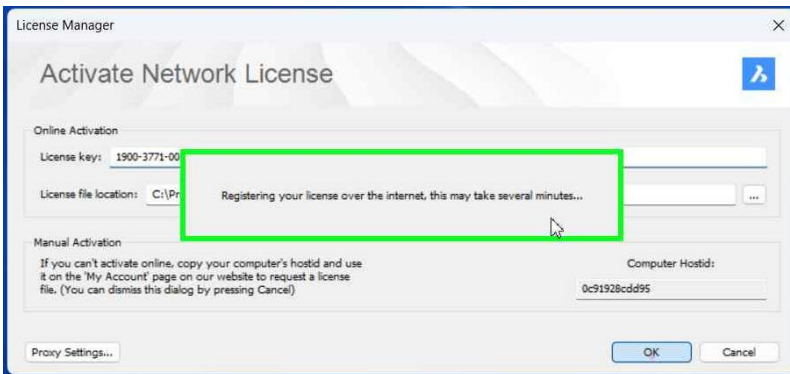 License Manager
Activate Network License
Online Activation
License key: 1900-3771-00
Registering your license over the internet, this may take several minutes...
License file location: C:\Pr
...
Manual Activation
If you can't activate online, copy your computer's hostid and use
it on the 'My Account' page on our website to request a license
file. (You can dismiss this dialog by pressing Cancel)
Computer Hostid:
0c91928cdd95
Proxy Settings...
OK
Cancel